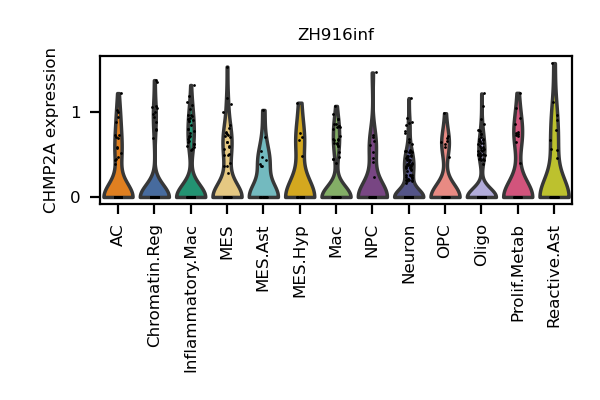 ZH916inf
CHMP2A expression
1
0
AC
Chromatin.Reg
Inflammatory.Mac
MES
MES.Ast
MES.Hyp
Mac
NPC
Neuron
OPC
Oligo
Prolif.Metab
Reactive.Ast